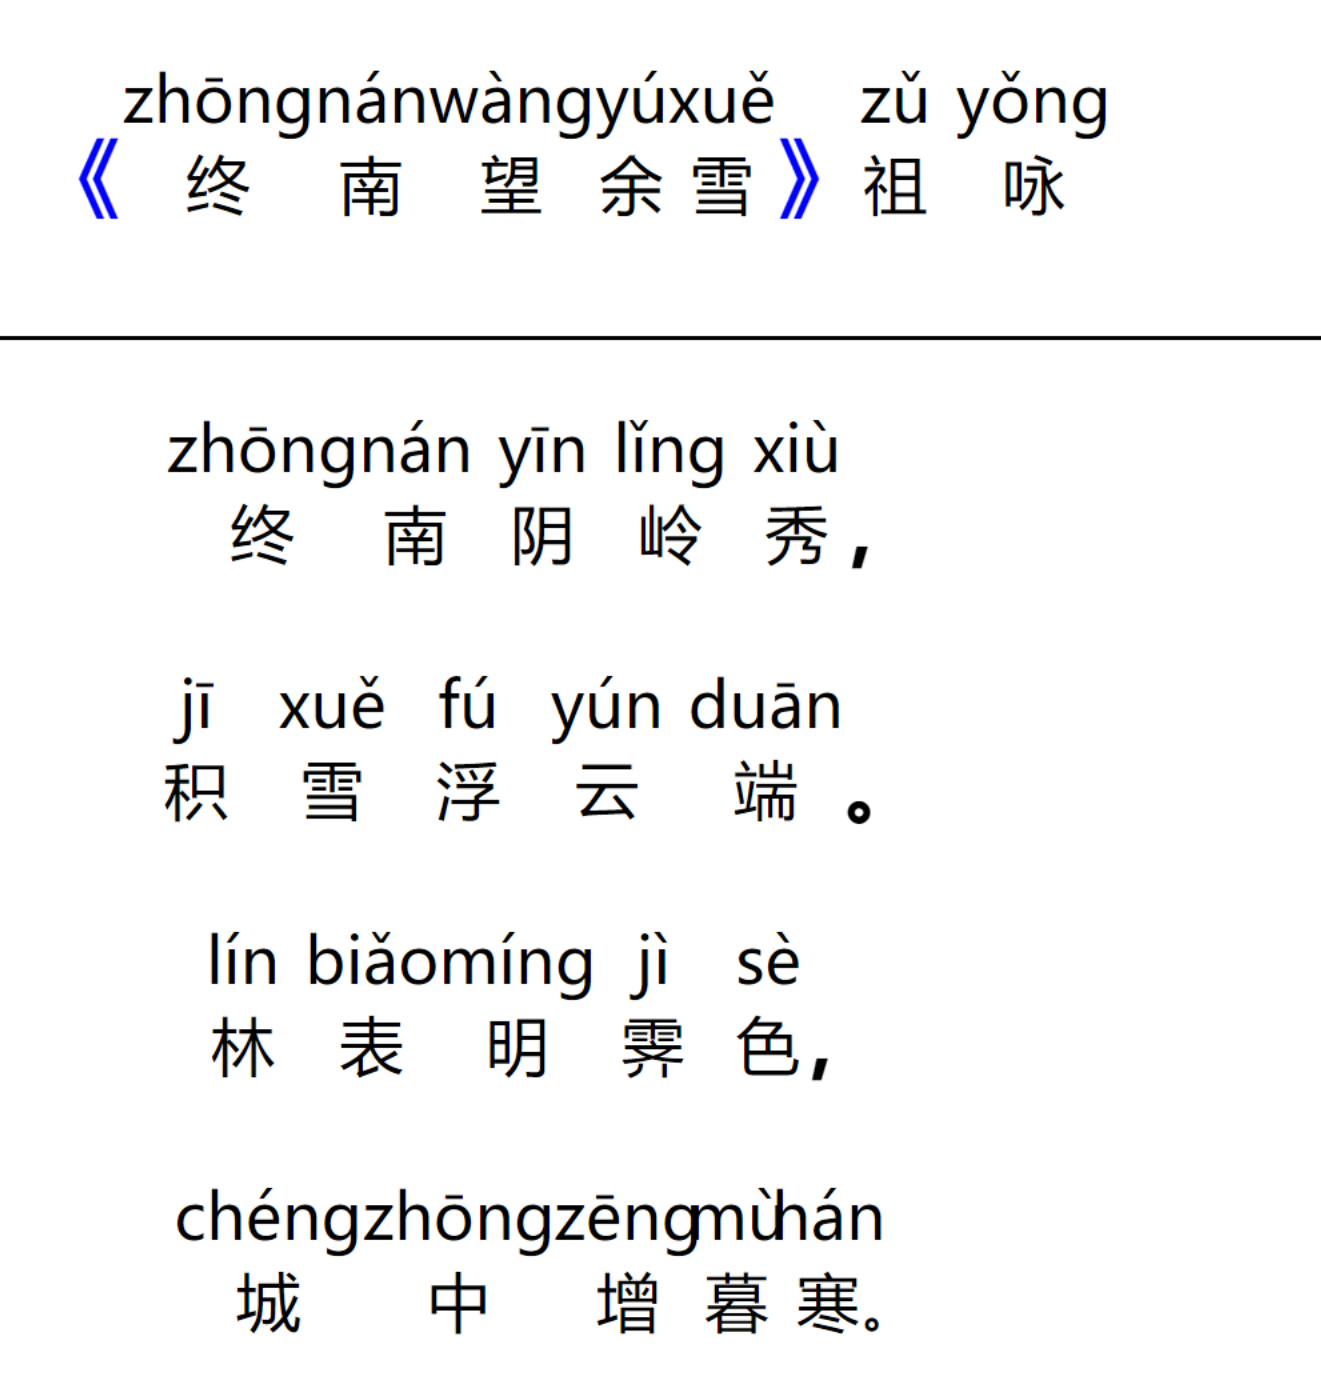 zhōngnánwàngyúxuě zǔ yǒng
《终南望余雪》祖咏
zhōngnán yīn lǐng xiù
终南阴岭秀,
jī xuě fú yún duān
积雪浮云端。
lín biǎomíng jì sè
林表明霁色,
chéngzhōngzēngmùhán
城中增暮寒。